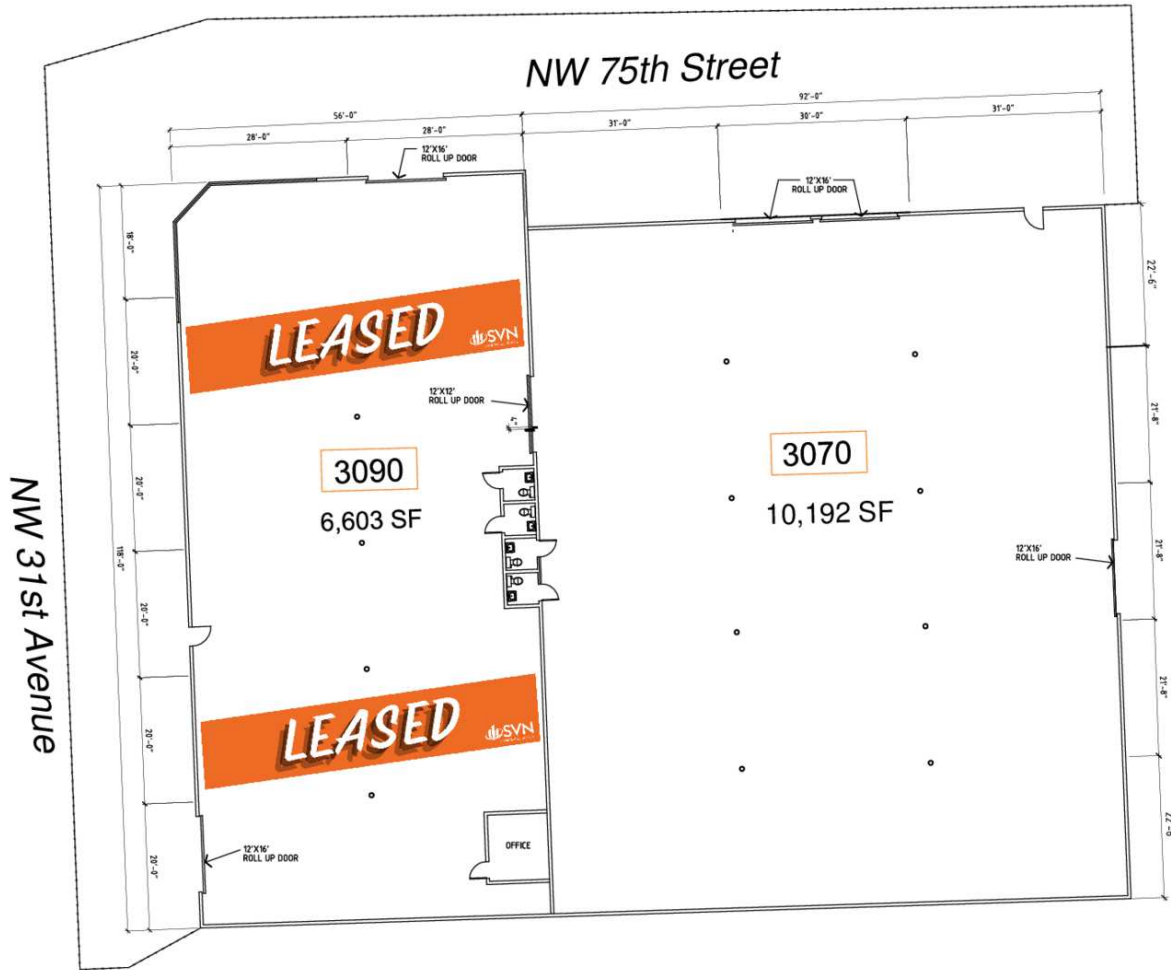 NW 75th Street
56'-0"
92'-0"
28'-0"
28'-0"
31'-0"
30'-0"
31'-0"
12'X16'
ROLL UP DOOR
12'X16'
ROLL UP DOOR
18'-0"
20'-0"
20'-0"
20'-0"
20'-0"
20'-0"
118'-0"
NW 31st Avenue
LEASED
SVN
12'X12'
ROLL UP DOOR
4"
3090
6,603 SF
3070
10,192 SF
22'-6"
21'-8"
21'-8"
21'-8"
12'X16'
ROLL UP DOOR
LEASED
SVN
12'X16'
ROLL UP DOOR
OFFICE